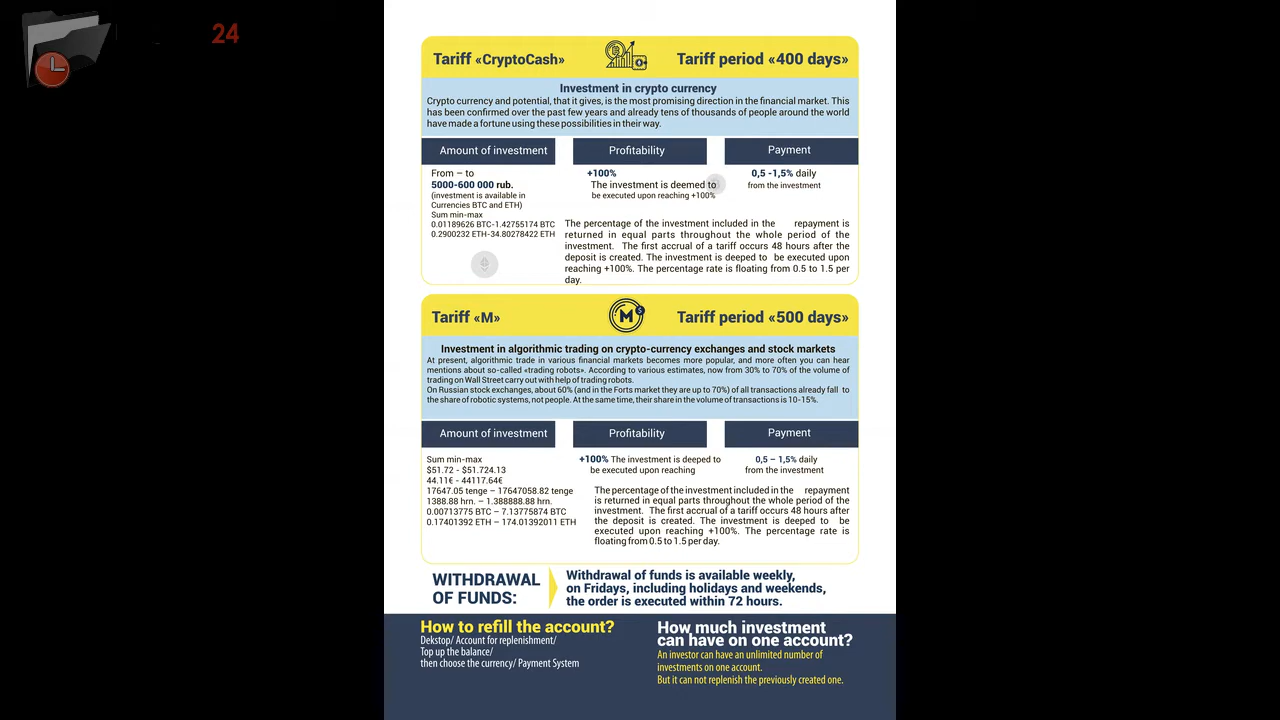 24
Tariff «CryptoCash»
Tariff period «400 days»
Investment in crypto currency
Crypto currency and potential, that it gives, is the most promising direction in the financial market. This
has been confirmed over the past few years and already tens of thousands of people around the world
have made a fortune using these possibilities in their way.
Amount of investment
Profitability
Payment
From – to
5000-600 000 rub.
(investment is available in
Currencies BTC and ETH)
Sum min-max
0.01189626 BTC-1.42755174 BTC
0.2900232 ETH-34.80278422 ETH
+100%
The investment is deemed to
be executed upon reaching +100%
0,5 -1,5% daily
from the investment
The percentage of the investment included in the repayment is
returned in equal parts throughout the whole period of the
investment. The first accrual of a tariff occurs 48 hours after the
deposit is created. The investment is deeped to be executed upon
reaching +100%. The percentage rate is floating from 0.5 to 1.5 per
day.
Tariff «M»
M
Tariff period «500 days»
Investment in algorithmic trading on crypto-currency exchanges and stock markets
At present, algorithmic trade in various financial markets becomes more popular, and more often you can hear
mentions about so-called «trading robots». According to various estimates, now from 30% to 70% of the volume of
trading on Wall Street carry out with help of trading robots.
On Russian stock exchanges, about 60% (and in the Forts market they are up to 70%) of all transactions already fall to
the share of robotic systems, not people. At the same time, their share in the volume of transactions is 10-15%.
Amount of investment
Profitability
Payment
Sum min-max
$51.72 - $51.724.13
44.11€ - 44117.64€
17647.05 tenge – 17647058.82 tenge
1388.88 hrn. – 1.388888.88 hrn.
0.00713775 BTC – 7.13775874 BTC
0.17401392 ETH – 174.01392011 ETH
+100% The investment is deeped to
be executed upon reaching
0,5 – 1,5% daily
from the investment
The percentage of the investment included in the repayment
is returned in equal parts throughout the whole period of the
investment. The first accrual of a tariff occurs 48 hours after
the deposit is created. The investment is deeped to be
executed upon reaching +100%. The percentage rate is
floating from 0.5 to 1.5 per day.
WITHDRAWAL
OF FUNDS:
Withdrawal of funds is available weekly,
on Fridays, including holidays and weekends,
the order is executed within 72 hours.
How to refill the account?
Dekstop/ Account for replenishment/
Top up the balance/
then choose the currency/ Payment System
How much investment
can have on one account?
An investor can have an unlimited number of
investments on one account.
But it can not replenish the previously created one.